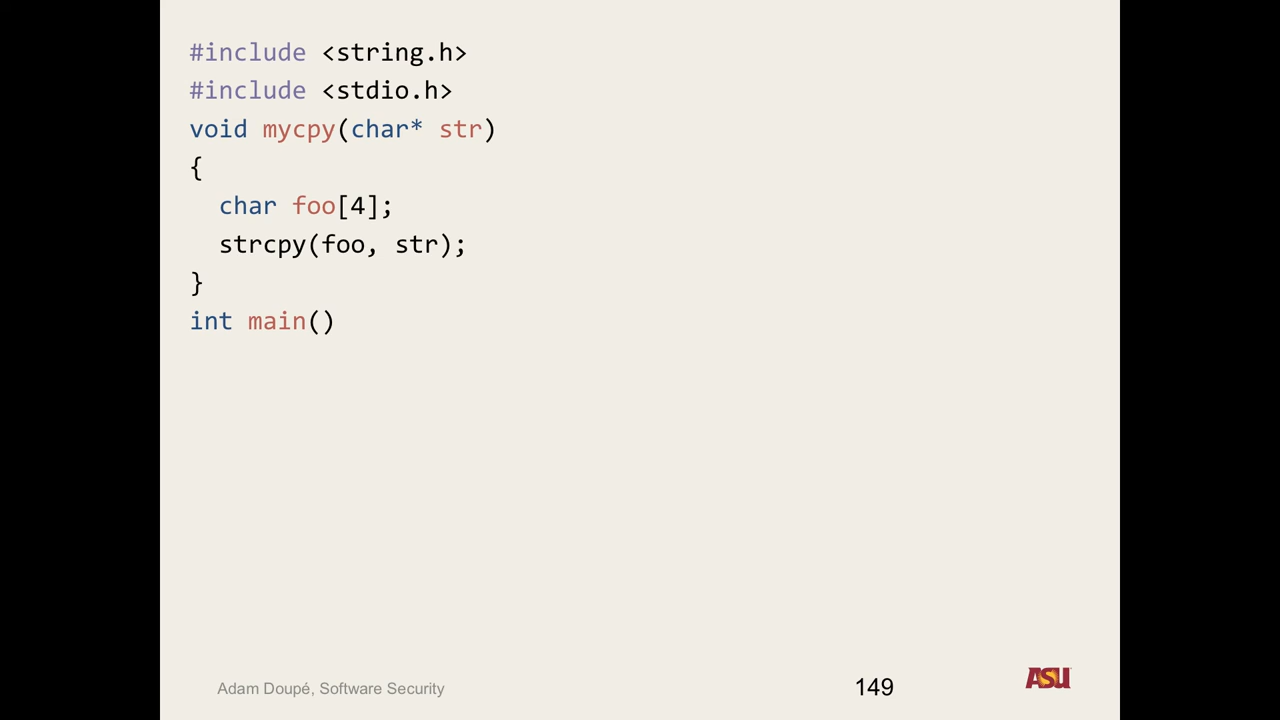 #include <string.h>
#include <stdio.h>
void mycpy(char* str)
{
  char foo[4];
  strcpy(foo, str);
}
int main()
Adam Doupé, Software Security
149
ASU